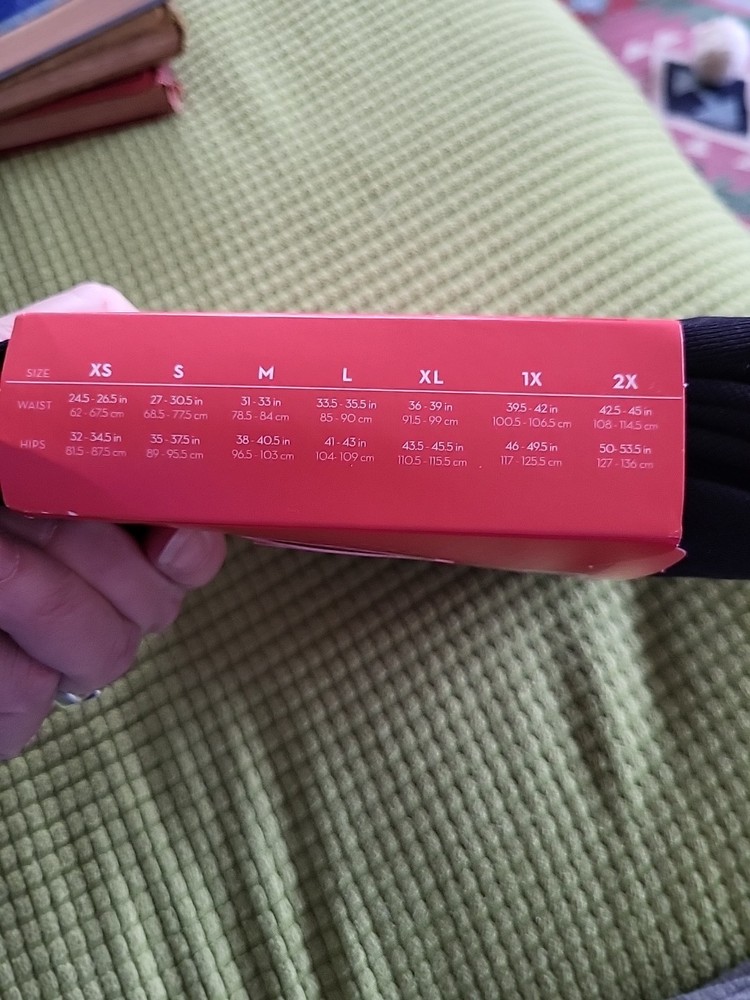 SIZE XS S M L XL 1X 2X
WAIST 24.5 - 26.5 in 27 - 30.5 in 31 - 33 in 33.5 - 35.5 in 36 - 39 in 39.5 - 42 in 42.5 - 45 in
62 - 67.5 cm 68.5 - 77.5 cm 78.5 - 84 cm 85 - 90 cm 91.5 - 99 cm 100.5 - 106.5 cm 108 - 114.5 cm
HIPS 32 - 34.5 in 35 - 37.5 in 38 - 40.5 in 41 - 43 in 43.5 - 45.5 in 46 - 49.5 in 50 - 53.5 in
81.5 - 87.5 cm 89 - 95.5 cm 96.5 - 103 cm 104 - 109 cm 110.5 - 115.5 cm 117 - 125.5 cm 127 - 136 cm